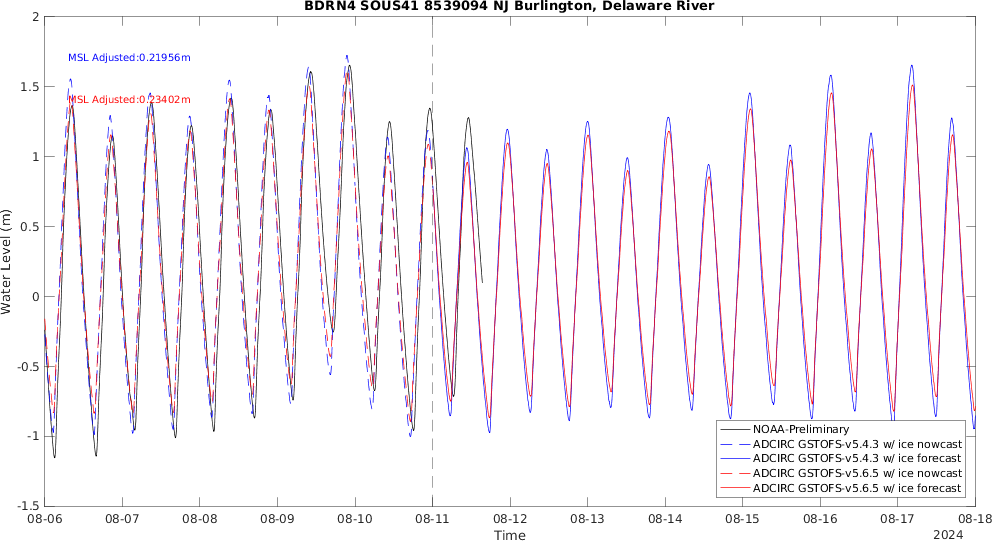 BDRN4 SOUS41 8539094 NJ Burlington, Delaware River
2
MSL Adjusted:0.21956m
1.5
MSL Adjusted:0.23402m
1
0.5
Water Level (m)
0
-0.5
-1
NOAA-Preliminary
ADCIRC GSTOFS-v5.4.3 w/ ice nowcast
ADCIRC GSTOFS-v5.4.3 w/ ice forecast
ADCIRC GSTOFS-v5.6.5 w/ ice nowcast
ADCIRC GSTOFS-v5.6.5 w/ ice forecast
-1.5
08-06 08-07 08-08 08-09 08-10 08-11 08-12 08-13 08-14 08-15 08-16 08-17 08-18
Time
2024